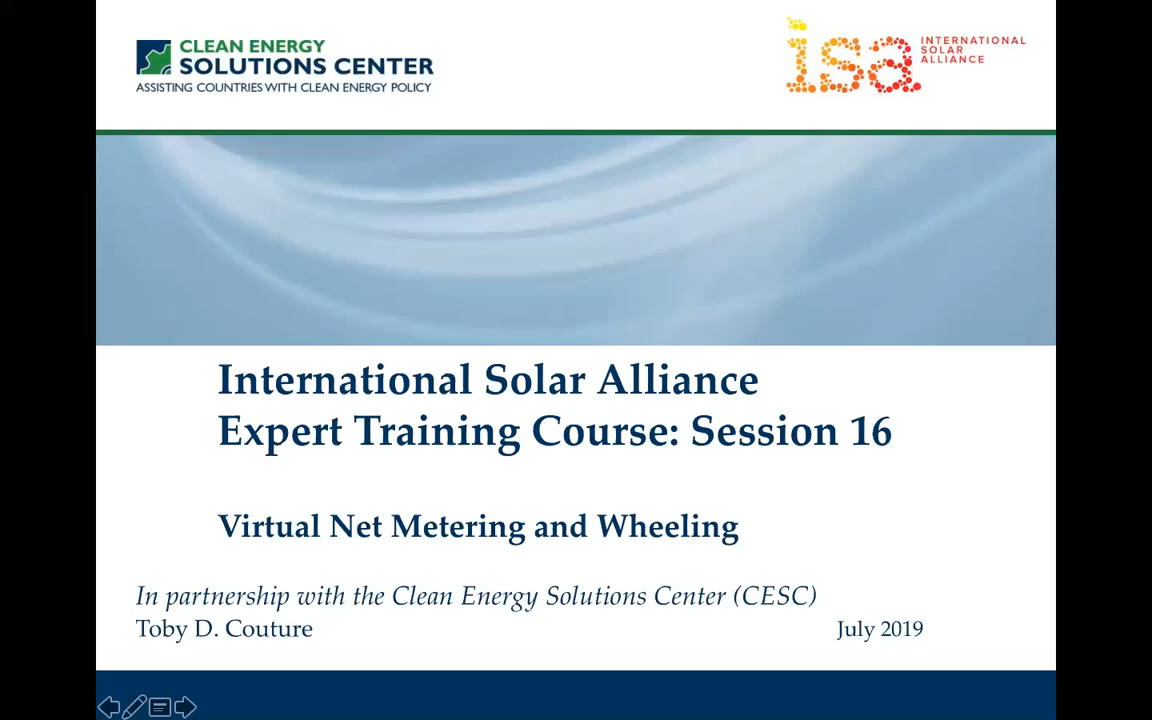 CLEAN ENERGY
SOLUTIONS CENTER
ASSISTING COUNTRIES WITH CLEAN ENERGY POLICY
isa
INTERNATIONAL
SOLAR
ALLIANCE
International Solar Alliance
Expert Training Course: Session 16
Virtual Net Metering and Wheeling
In partnership with the Clean Energy Solutions Center (CESC)
Toby D. Couture
July 2019